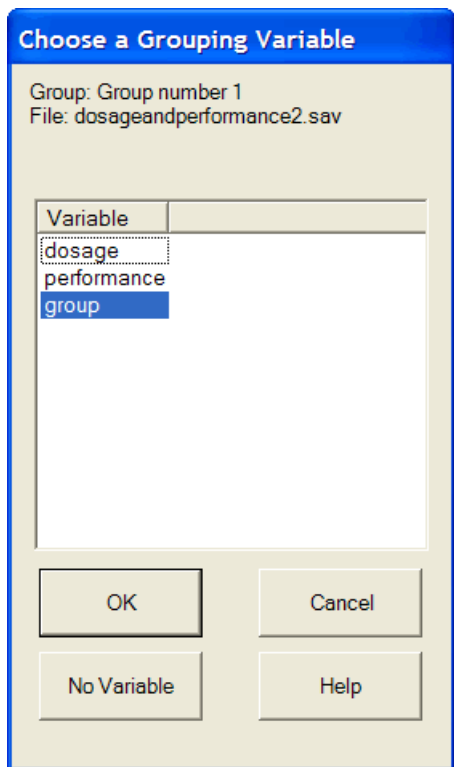 Choose a Grouping Variable
Group: Group number 1
File: dosageandperformance2.sav
Variable
dosage
performance
group
OK Cancel
No Variable Help